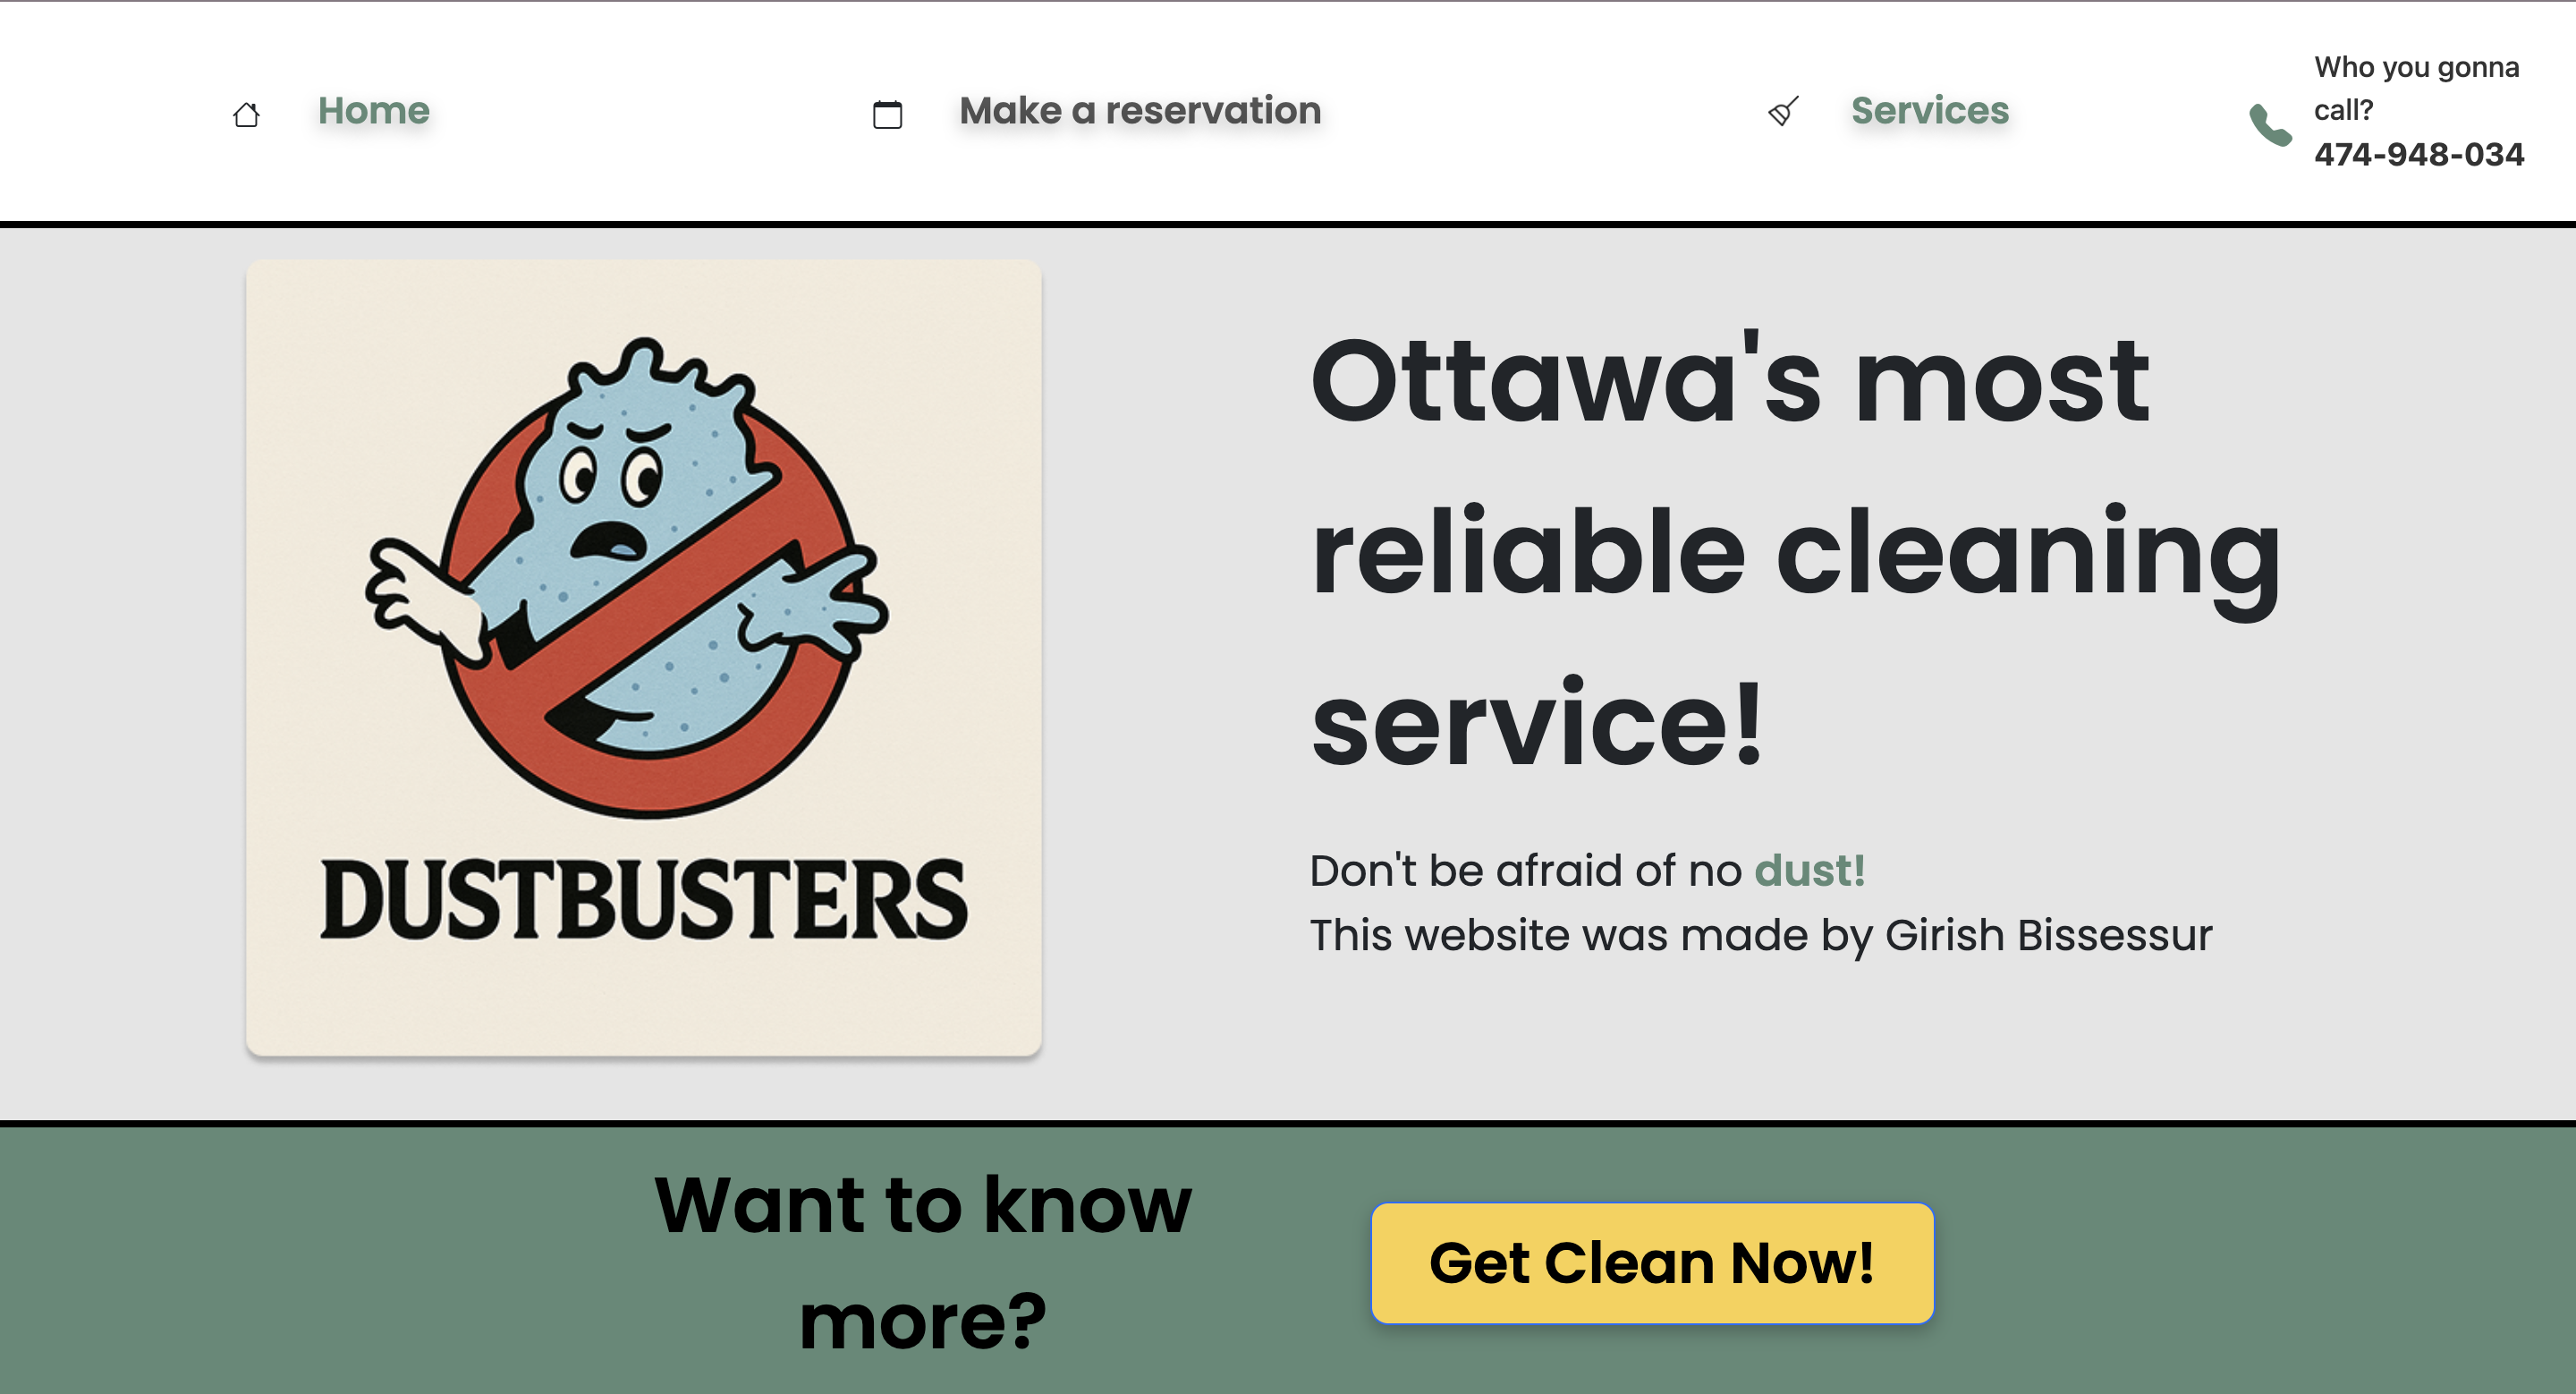 Home
Make a reservation
Services
Who you gonna
call?
474-948-034
DUSTBUSTERS
Ottawa's most
reliable cleaning
service!
Don't be afraid of no dust!
This website was made by Girish Bissessur
Want to know
more?
Get Clean Now!